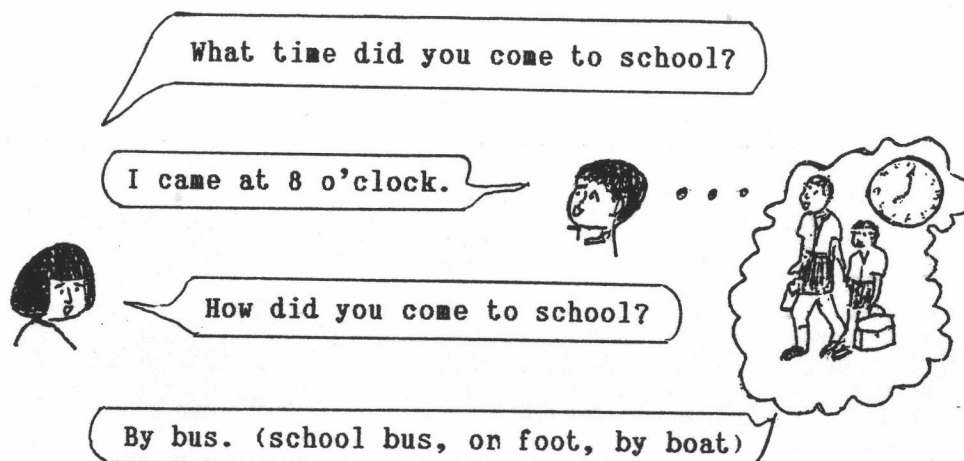 What time did you come to school?
I came at 8 o'clock.
How did you come to school?
By bus. (school bus, on foot, by boat)